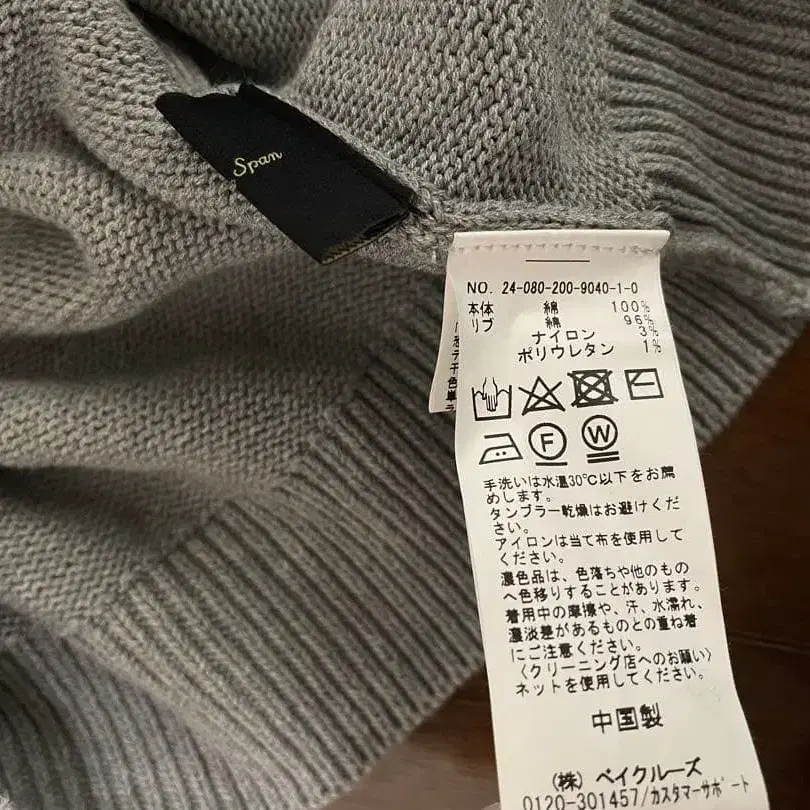 Span
NO. 24-080-200-9040-1-0
本体 綿 100%
リブ 綿 96%
ナイロン 3%
ポリウレタン 1%
F W
手洗いは水温30℃以下をお薦
めします。
タンブラー乾燥はお避けくだ
さい。
アイロンは当て布を使用して
ください。
濃色品は、色落ちや他のもの
へ色移りすることがあります。
着用中の摩擦や、汗、水濡れ、
濃淡差があるものとの重ね着
にご注意ください。
〈クリーニング店へのお願い〉
ネットを使用してください。
中国製
(株) ベイクルーズ
0120-301457/カスタマーサポート